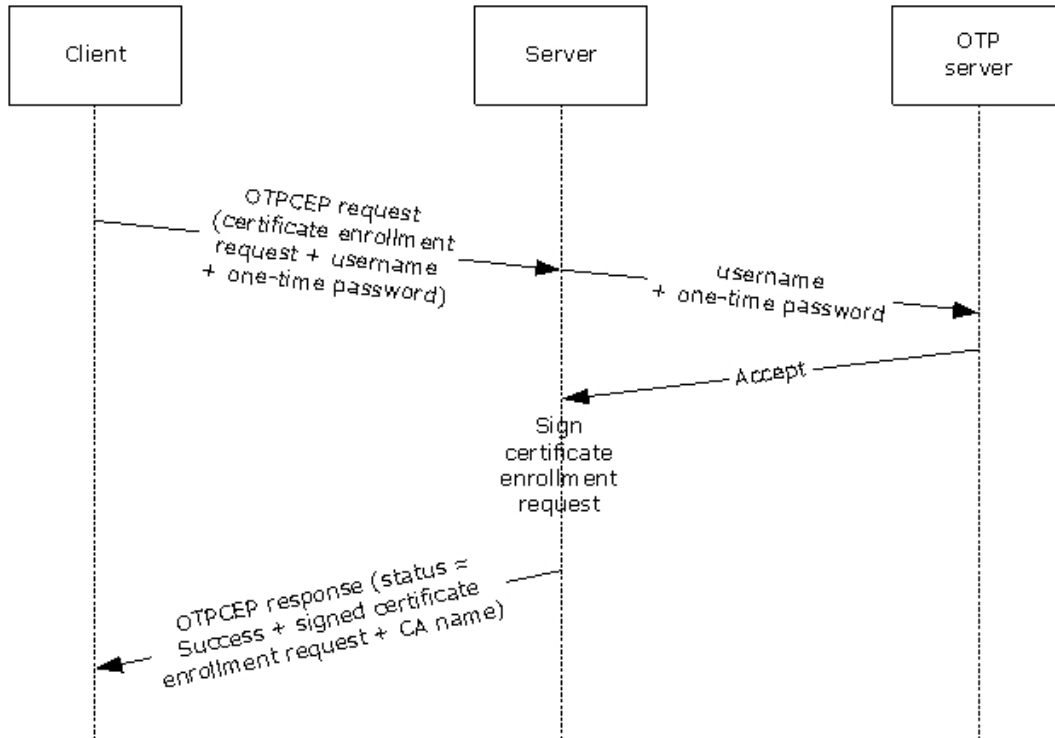 Client
Server
OTP
server
OTPCEP request
(certificate enrollment
request + username
+ one-time password)
username
+ one-time password
Accept
Sign
certificate
enrollment
request
OTPCEP response (status =
Success + signed certificate
enrollment request + CA name)